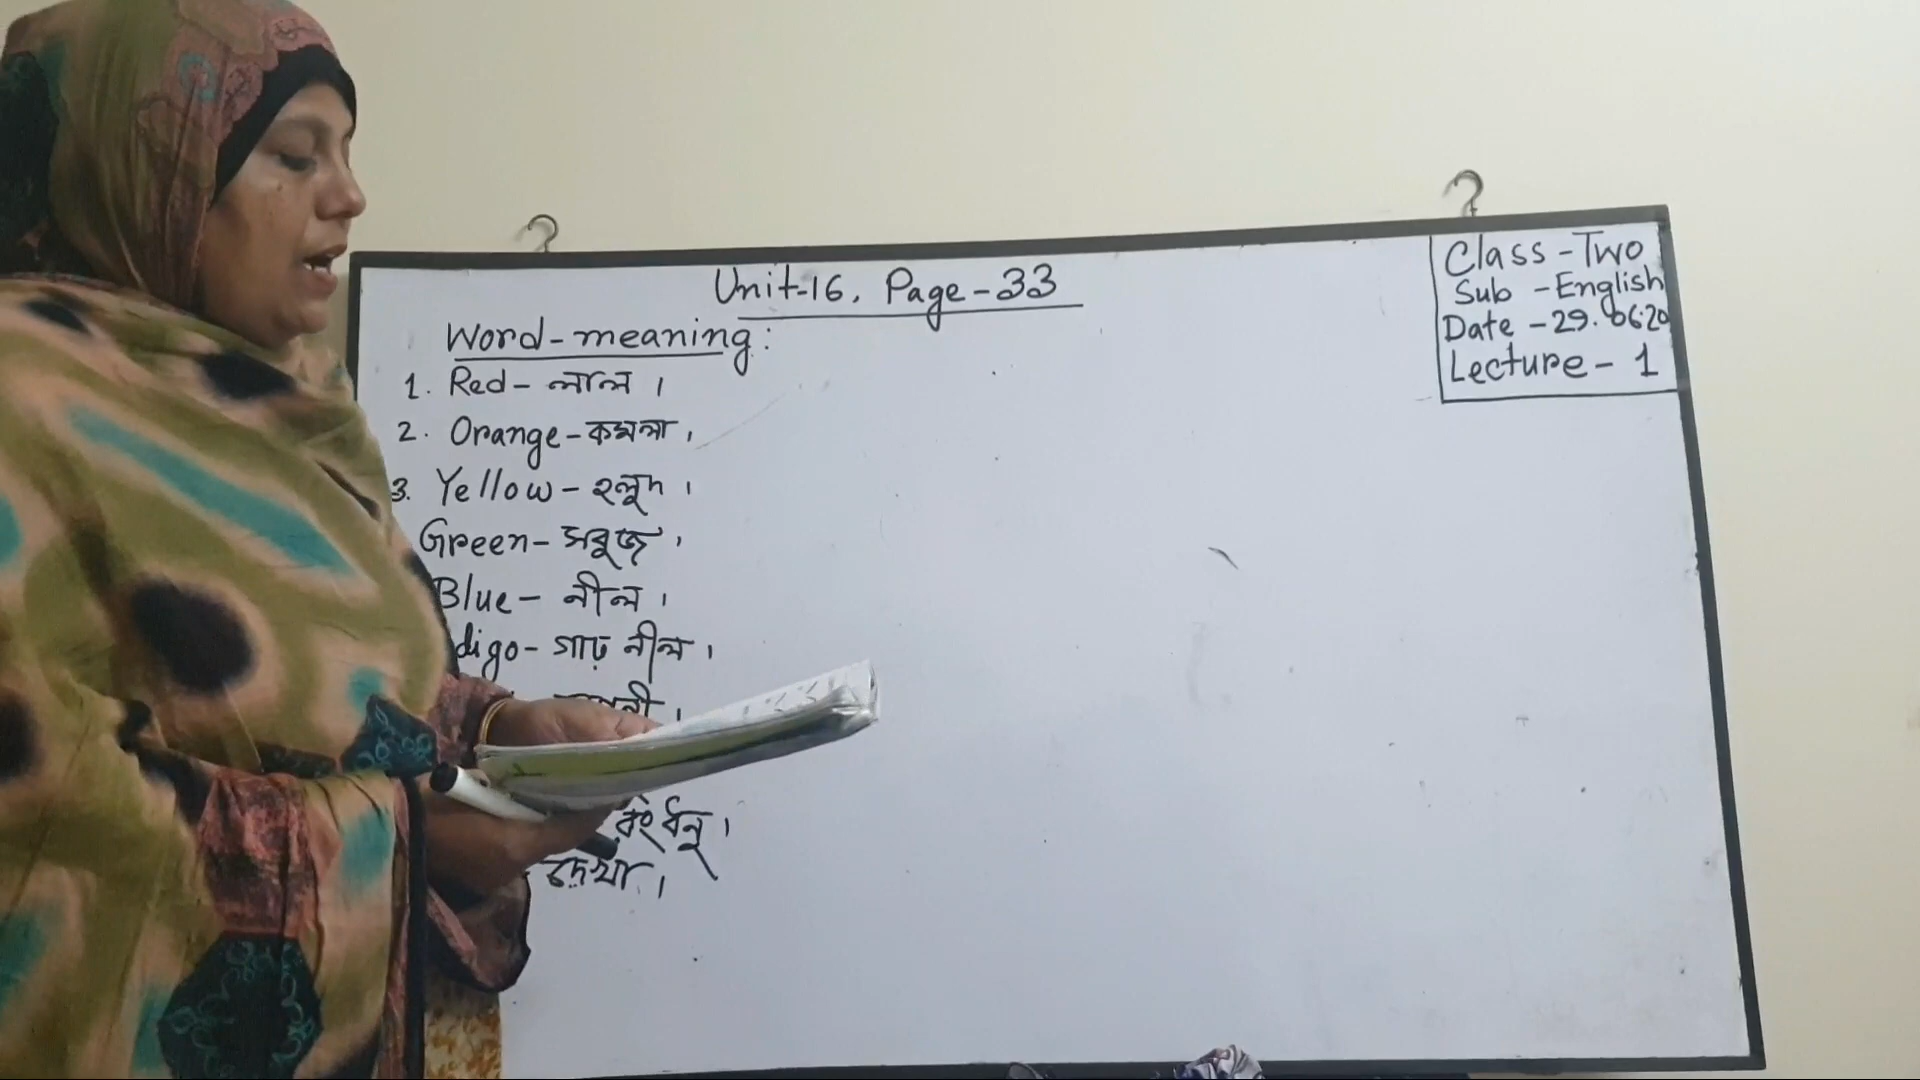 Unit-16, Page-33
Class-Two
Sub-English
Date-29.06.20
Lecture-1
Word-meaning:
1. Red-লাল।
2. Orange-কমলা।
3. Yellow-হলুদ।
Green-সবুজ।
Blue-নীল।
digo-গাঢ় নীল।
রংধনু।
দেখা।